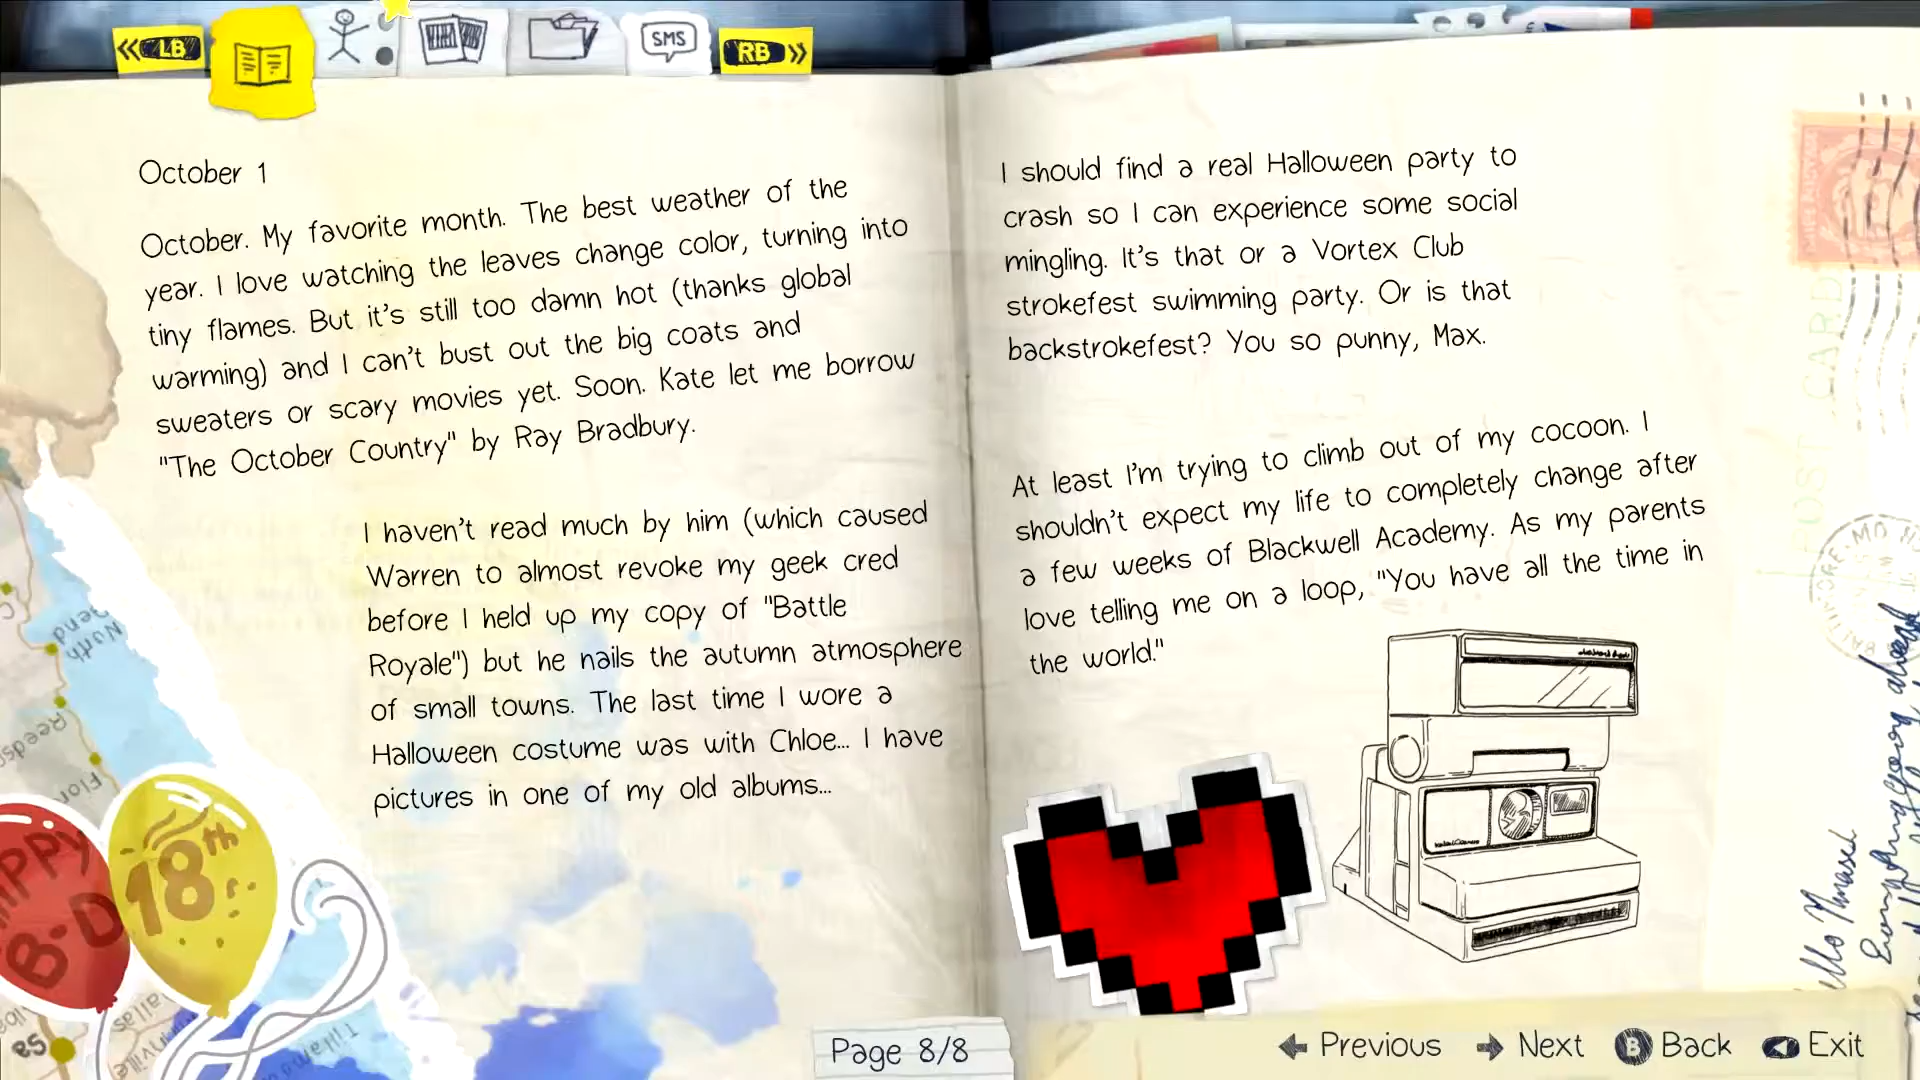 LB
SMS
RB
October 1
October. My favorite month. The best weather of the
year. I love watching the leaves change color, turning into
tiny flames. But it's still too damn hot (thanks global
warming) and I can't bust out the big coats and
sweaters or scary movies yet. Soon. Kate let me borrow
"The October Country" by Ray Bradbury.
I haven't read much by him (which caused
Warren to almost revoke my geek cred
before I held up my copy of "Battle
Royale") but he nails the autumn atmosphere
of small towns. The last time I wore a
Halloween costume was with Chloe... I have
pictures in one of my old albums...
I should find a real Halloween party to
crash so I can experience some social
mingling. It's that or a Vortex Club
strokefest swimming party. Or is that
backstrokefest? You so punny, Max.
At least I'm trying to climb out of my cocoon. I
shouldn't expect my life to completely change after
a few weeks of Blackwell Academy. As my parents
love telling me on a loop, "You have all the time in
the world."
North
Bend
B-D
18th
POST CARD
Page 8/8
Previous
Next
B Back
Exit